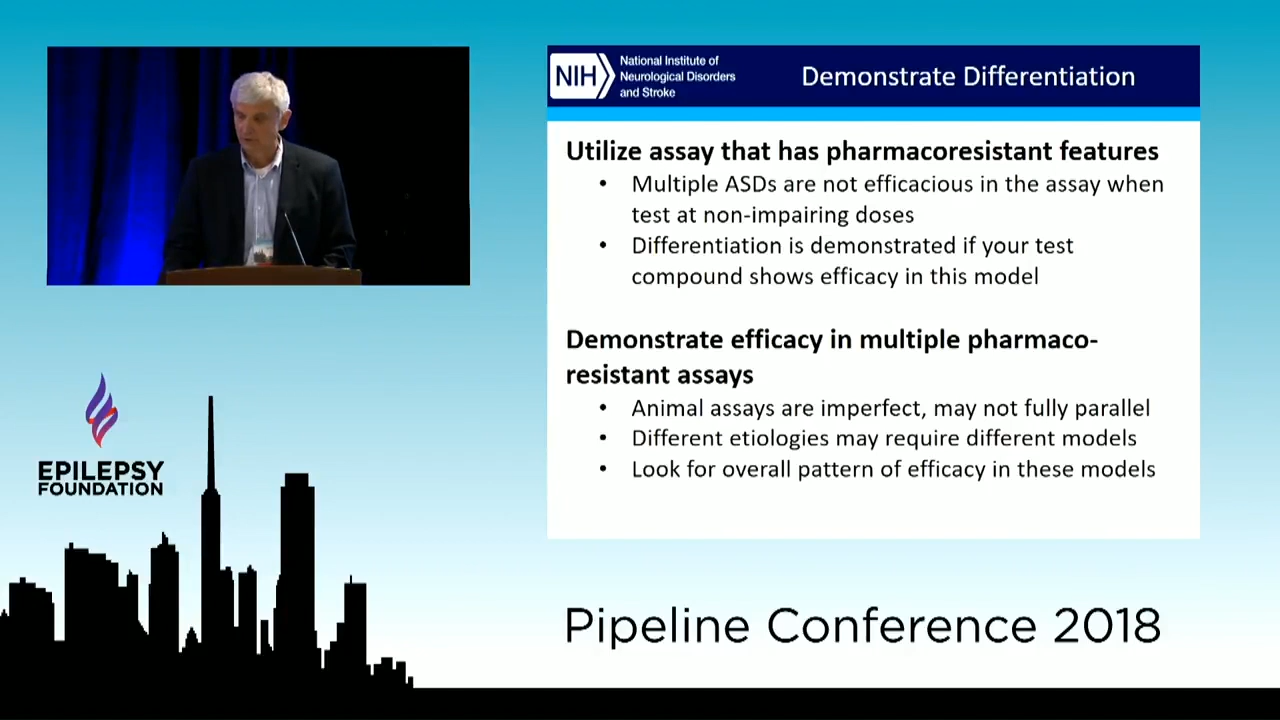 NIH
National Institute of
Neurological Disorders
and Stroke
Demonstrate Differentiation
Utilize assay that has pharmacoresistant features
• Multiple ASDs are not efficacious in the assay when
test at non-impairing doses
• Differentiation is demonstrated if your test
compound shows efficacy in this model
Demonstrate efficacy in multiple pharmaco-
resistant assays
• Animal assays are imperfect, may not fully parallel
• Different etiologies may require different models
• Look for overall pattern of efficacy in these models
EPILEPSY
FOUNDATION
Pipeline Conference 2018